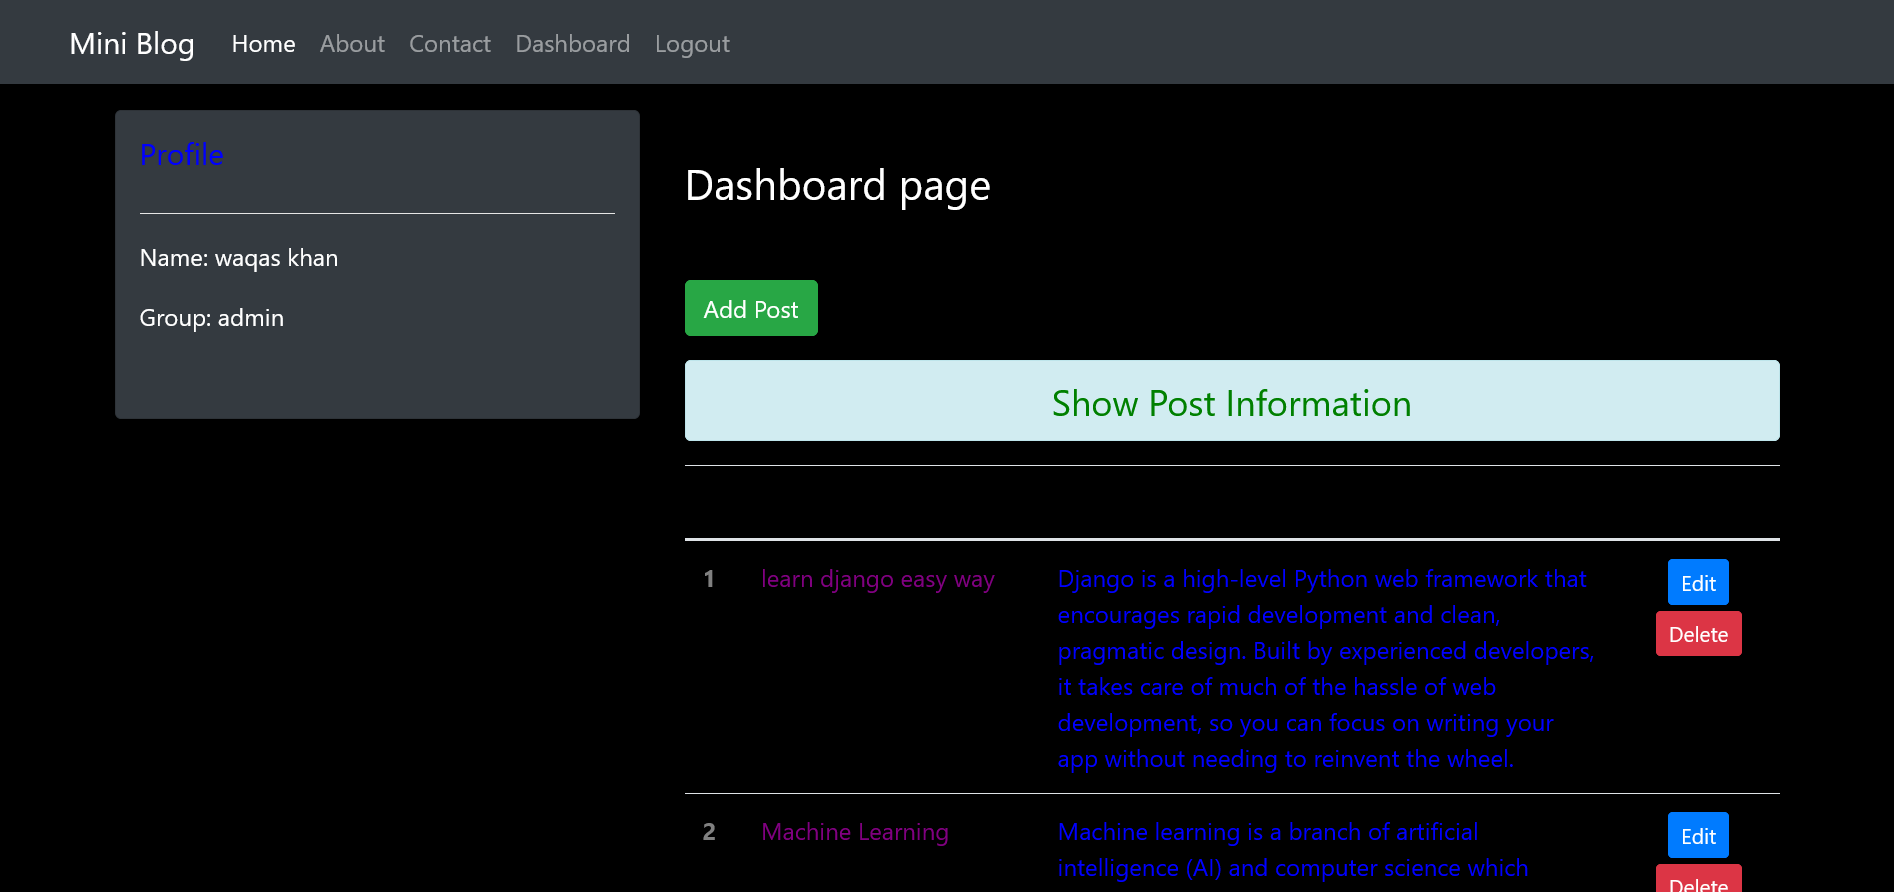 Mini Blog Home About Contact Dashboard Logout
Profile
Name: waqas khan
Group: admin
Dashboard page
Add Post
Show Post Information
1 learn django easy way Django is a high-level Python web framework that Edit
encourages rapid development and clean,
Delete
pragmatic design. Built by experienced developers,
it takes care of much of the hassle of web
development, so you can focus on writing your
app without needing to reinvent the wheel.
2 Machine Learning Machine learning is a branch of artificial Edit
intelligence (AI) and computer science which
Delete